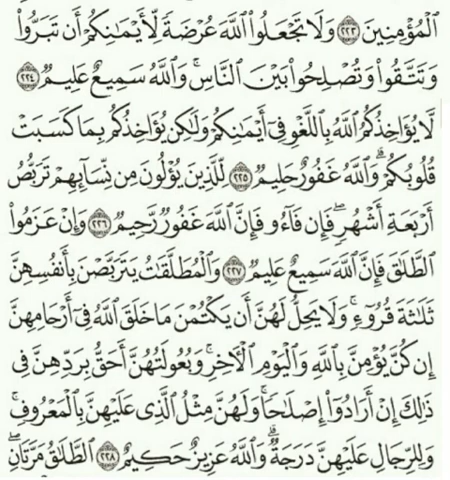 ٱلْمُؤْمِنِينَ ٢٢٣ وَلَا تَجْعَلُوا۟ ٱللَّهَ عُرْضَةً لِّأَيْمَـٰنِكُمْ أَن تَبَرُّوا۟
وَتَتَّقُوا۟ وَتُصْلِحُوا۟ بَيْنَ ٱلنَّاسِ ۗ وَٱللَّهُ سَمِيعٌ عَلِيمٌ ٢٢٤
لَّا يُؤَاخِذُكُمُ ٱللَّهُ بِٱللَّغْوِ فِىٓ أَيْمَـٰنِكُمْ وَلَـٰكِن يُؤَاخِذُكُم بِمَا كَسَبَتْ
قُلُوبُكُمْ ۗ وَٱللَّهُ غَفُورٌ حَلِيمٌ ٢٢٥ لِّلَّذِينَ يُؤْلُونَ مِن نِّسَآئِهِمْ تَرَبُّصُ
أَرْبَعَةِ أَشْهُرٍ ۖ فَإِن فَآءُو فَإِنَّ ٱللَّهَ غَفُورٌ رَّحِيمٌ ٢٢٦ وَإِنْ عَزَمُوا۟
ٱلطَّلَـٰقَ فَإِنَّ ٱللَّهَ سَمِيعٌ عَلِيمٌ ٢٢٧ وَٱلْمُطَلَّقَـٰتُ يَتَرَبَّصْنَ بِأَنفُسِهِنَّ
ثَلَـٰثَةَ قُرُوٓءٍ ۚ وَلَا يَحِلُّ لَهُنَّ أَن يَكْتُمْنَ مَا خَلَقَ ٱللَّهُ فِىٓ أَرْحَامِهِنَّ
إِن كُنَّ يُؤْمِنَّ بِٱللَّهِ وَٱلْيَوْمِ ٱلْـَٔاخِرِ ۚ وَبُعُولَتُهُنَّ أَحَقُّ بِرَدِّهِنَّ فِى
ذَٰلِكَ إِنْ أَرَادُوٓا۟ إِصْلَـٰحًا ۚ وَلَهُنَّ مِثْلُ ٱلَّذِى عَلَيْهِنَّ بِٱلْمَعْرُوفِ ۚ
وَلِلرِّجَالِ عَلَيْهِنَّ دَرَجَةٌ ۗ وَٱللَّهُ عَزِيزٌ حَكِيمٌ ٢٢٨ ٱلطَّلَـٰقُ مَرَّتَانِ ۖ